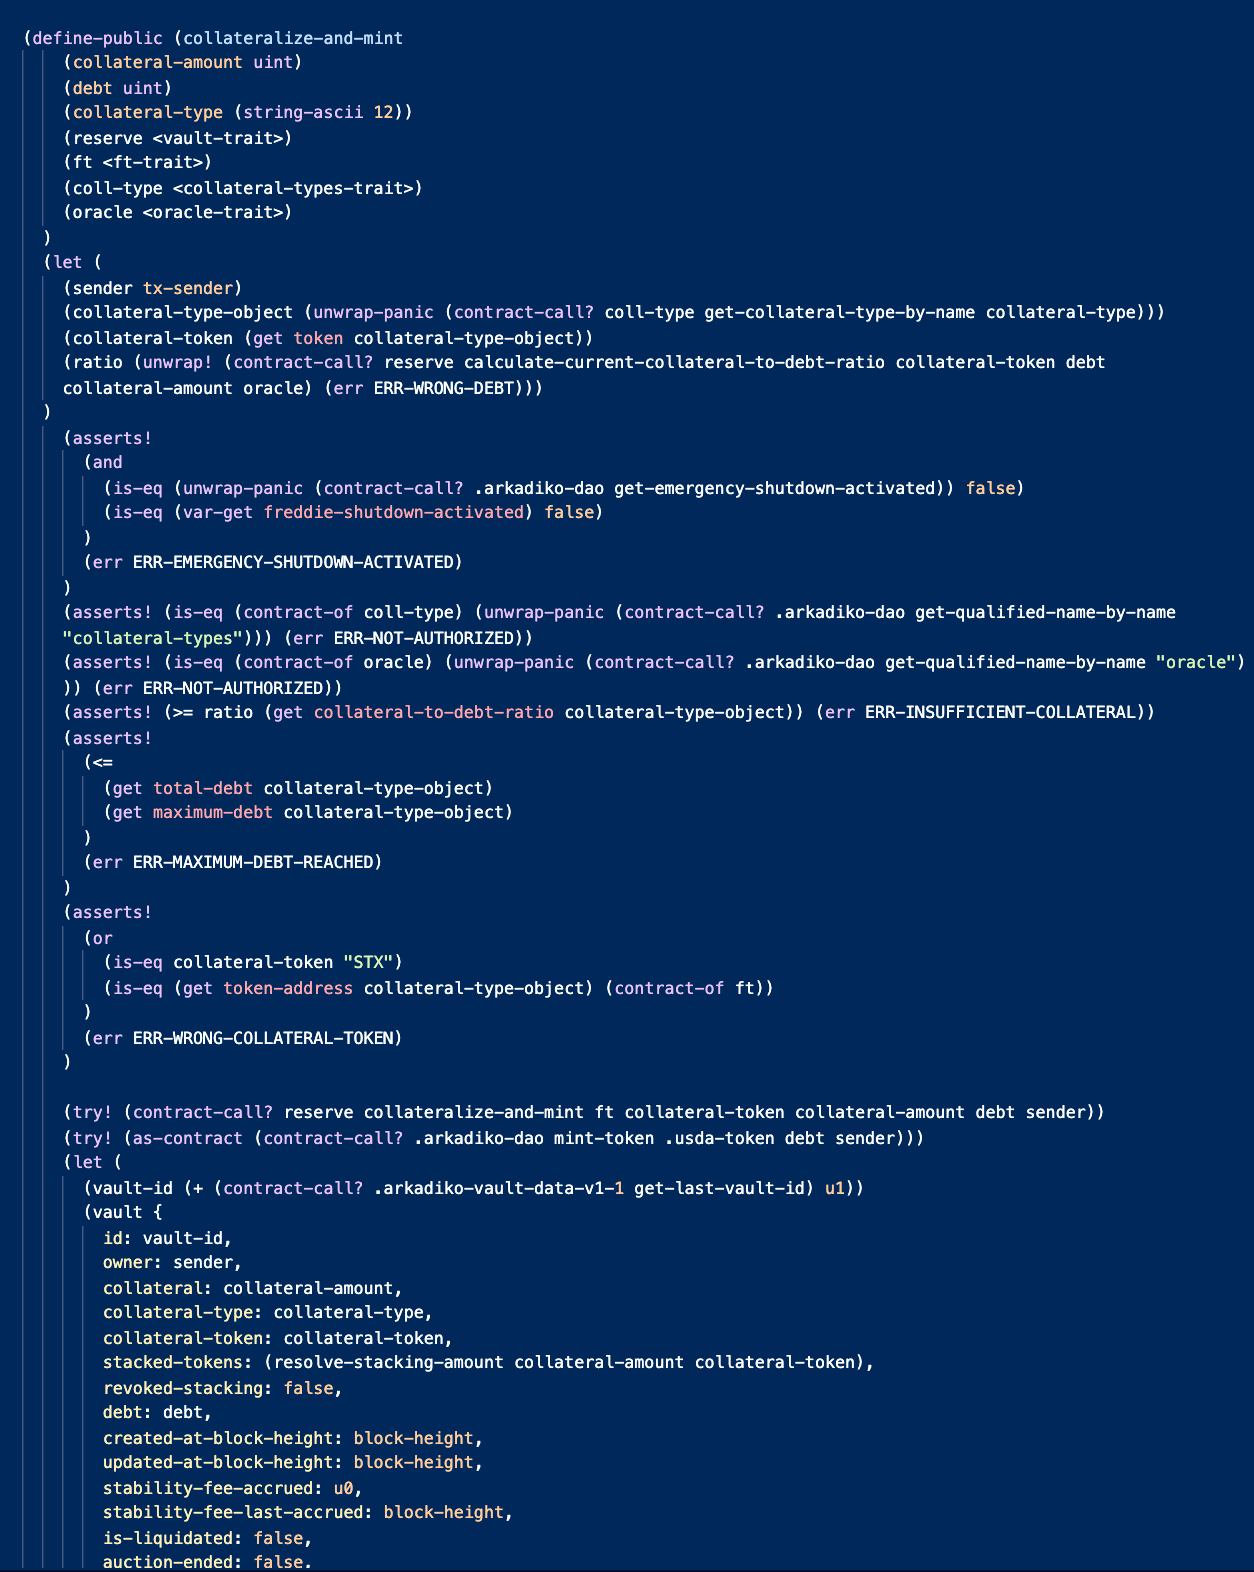 (define-public (collateralize-and-mint
(collateral-amount uint)
(debt uint)
(collateral-type (string-ascii 12))
(reserve <vault-trait>)
(ft <ft-trait>)
(coll-type <collateral-types-trait>)
(oracle <oracle-trait>)
)
(let (
(sender tx-sender)
(collateral-type-object (unwrap-panic (contract-call? coll-type get-collateral-type-by-name collateral-type)))
(collateral-token (get token collateral-type-object))
(ratio (unwrap! (contract-call? reserve calculate-current-collateral-to-debt-ratio collateral-token debt
collateral-amount oracle) (err ERR-WRONG-DEBT)))
)
(asserts!
(and
(is-eq (unwrap-panic (contract-call? .arkadiko-dao get-emergency-shutdown-activated)) false)
(is-eq (var-get freddie-shutdown-activated) false)
)
(err ERR-EMERGENCY-SHUTDOWN-ACTIVATED)
)
(asserts! (is-eq (contract-of coll-type) (unwrap-panic (contract-call? .arkadiko-dao get-qualified-name-by-name
"collateral-types"))) (err ERR-NOT-AUTHORIZED))
(asserts! (is-eq (contract-of oracle) (unwrap-panic (contract-call? .arkadiko-dao get-qualified-name-by-name "oracle")
)) (err ERR-NOT-AUTHORIZED))
(asserts! (>= ratio (get collateral-to-debt-ratio collateral-type-object)) (err ERR-INSUFFICIENT-COLLATERAL))
(asserts!
(<=
(get total-debt collateral-type-object)
(get maximum-debt collateral-type-object)
)
(err ERR-MAXIMUM-DEBT-REACHED)
)
(asserts!
(or
(is-eq collateral-token "STX")
(is-eq (get token-address collateral-type-object) (contract-of ft))
)
(err ERR-WRONG-COLLATERAL-TOKEN)
)
(try! (contract-call? reserve collateralize-and-mint ft collateral-token collateral-amount debt sender))
(try! (as-contract (contract-call? .arkadiko-dao mint-token .usda-token debt sender)))
(let (
(vault-id (+ (contract-call? .arkadiko-vault-data-v1-1 get-last-vault-id) u1))
(vault {
id: vault-id,
owner: sender,
collateral: collateral-amount,
collateral-type: collateral-type,
collateral-token: collateral-token,
stacked-tokens: (resolve-stacking-amount collateral-amount collateral-token),
revoked-stacking: false,
debt: debt,
created-at-block-height: block-height,
updated-at-block-height: block-height,
stability-fee-accrued: u0,
stability-fee-last-accrued: block-height,
is-liquidated: false,
auction-ended: false,